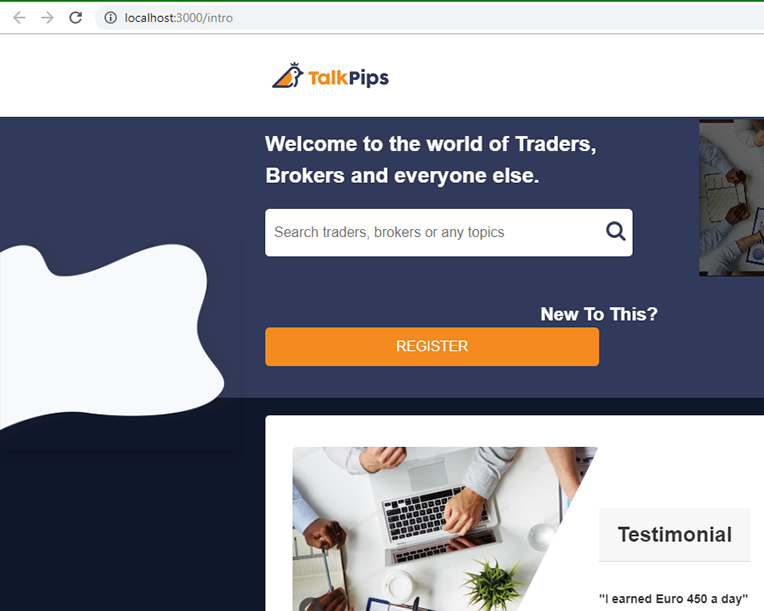 localhost:3000/intro
TalkPips
Welcome to the world of Traders,
Brokers and everyone else.
Search traders, brokers or any topics
New To This?
REGISTER
Testimonial
"I earned Euro 450 a day"